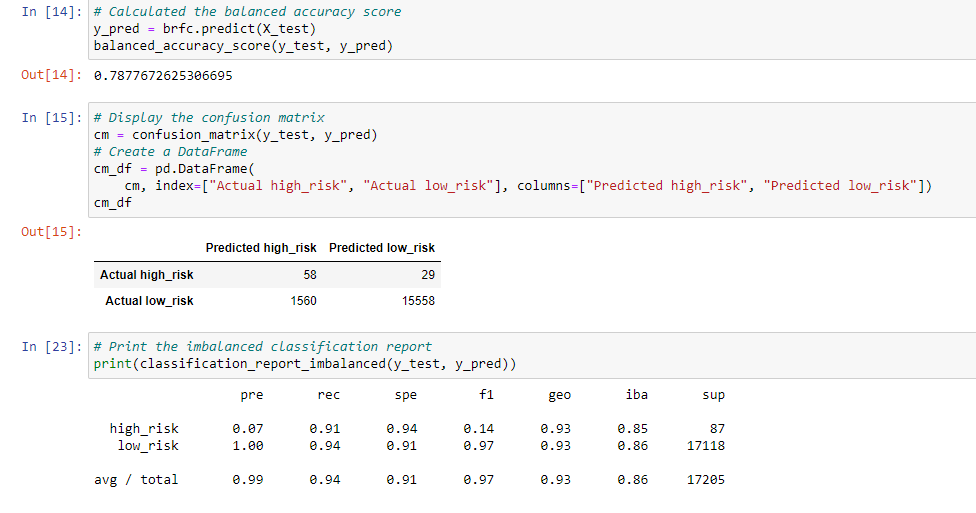 In [14]: # Calculated the balanced accuracy score
y_pred = brfc.predict(X_test)
balanced_accuracy_score(y_test, y_pred)
Out[14]: 0.7877672625306695
In [15]: # Display the confusion matrix
cm = confusion_matrix(y_test, y_pred)
# Create a DataFrame
cm_df = pd.DataFrame(
    cm, index=["Actual high_risk", "Actual low_risk"], columns=["Predicted high_risk", "Predicted low_risk"])
cm_df
Out[15]:
Predicted high_risk Predicted low_risk
Actual high_risk 58 29
Actual low_risk 1560 15558
In [23]: # Print the imbalanced classification report
print(classification_report_imbalanced(y_test, y_pred))
pre rec spe f1 geo iba sup
high_risk 0.07 0.91 0.94 0.14 0.93 0.85 87
low_risk 1.00 0.94 0.91 0.97 0.93 0.86 17118
avg / total 0.99 0.94 0.91 0.97 0.93 0.86 17205